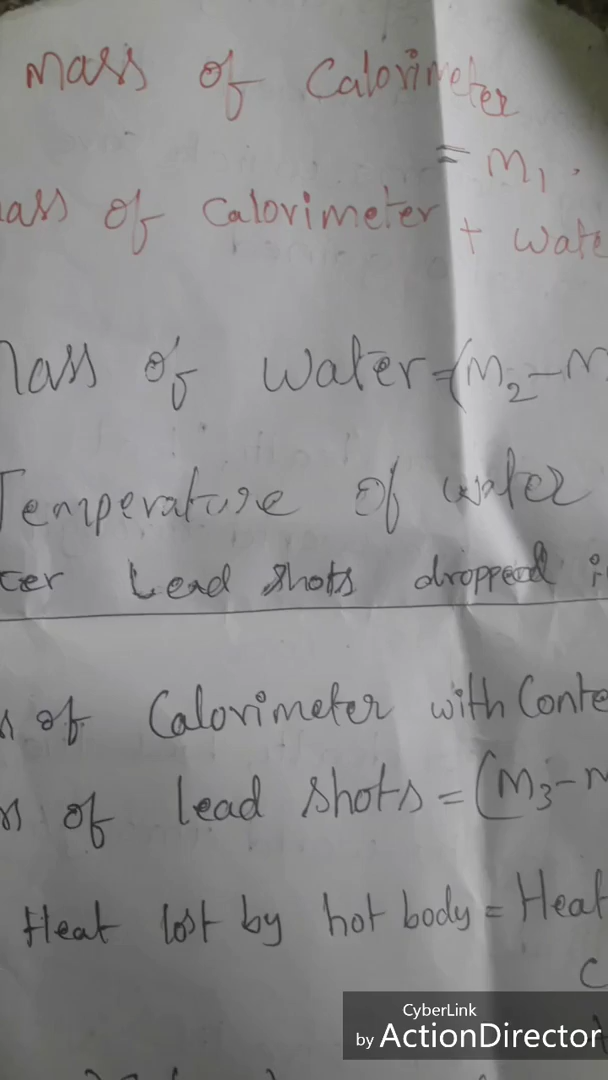 Mass of Calorimeter
= M1.
ass of Calorimeter + Wate
Mass of Water = (M2 -
Temperature of water
ter Lead shots dropped i
of Calorimeter with Conte
of lead shots = (M3 -
Heat lost by hot body = Heat
C
CyberLink
by ActionDirector